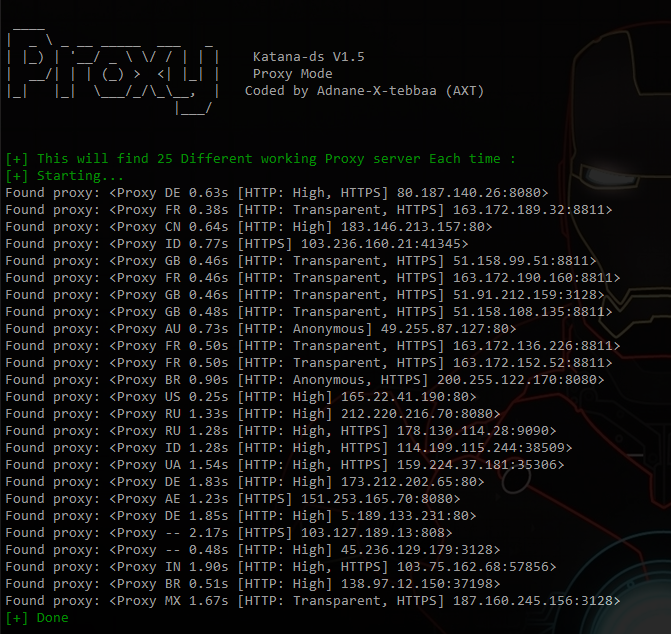 Proxy
Katana-ds V1.5
Proxy Mode
Coded by Adnane-X-tebbaa (AXT)
[+] This will find 25 Different working Proxy server Each time :
[+] Starting...
Found proxy: <Proxy DE 0.63s [HTTP: High, HTTPS] 80.187.140.26:8080>
Found proxy: <Proxy FR 0.38s [HTTP: Transparent, HTTPS] 163.172.189.32:8811>
Found proxy: <Proxy CN 0.64s [HTTP: High] 183.146.213.157:80>
Found proxy: <Proxy ID 0.77s [HTTPS] 103.236.160.21:41345>
Found proxy: <Proxy GB 0.46s [HTTP: Transparent, HTTPS] 51.158.99.51:8811>
Found proxy: <Proxy FR 0.46s [HTTP: Transparent, HTTPS] 163.172.190.160:8811>
Found proxy: <Proxy GB 0.46s [HTTP: Transparent, HTTPS] 51.91.212.159:3128>
Found proxy: <Proxy GB 0.48s [HTTP: Transparent, HTTPS] 51.158.108.135:8811>
Found proxy: <Proxy AU 0.73s [HTTP: Anonymous] 49.255.87.127:80>
Found proxy: <Proxy FR 0.50s [HTTP: Transparent, HTTPS] 163.172.136.226:8811>
Found proxy: <Proxy FR 0.50s [HTTP: Transparent, HTTPS] 163.172.152.52:8811>
Found proxy: <Proxy BR 0.90s [HTTP: Anonymous, HTTPS] 200.255.122.170:8080>
Found proxy: <Proxy US 0.25s [HTTP: High] 165.22.41.190:80>
Found proxy: <Proxy RU 1.33s [HTTP: High] 212.220.216.70:8080>
Found proxy: <Proxy RU 1.28s [HTTP: High, HTTPS] 178.130.114.28:9090>
Found proxy: <Proxy ID 1.28s [HTTP: High, HTTPS] 114.199.115.244:38509>
Found proxy: <Proxy UA 1.54s [HTTP: High, HTTPS] 159.224.37.181:35306>
Found proxy: <Proxy DE 1.83s [HTTP: High] 173.212.202.65:80>
Found proxy: <Proxy AE 1.23s [HTTPS] 151.253.165.70:8080>
Found proxy: <Proxy DE 1.85s [HTTP: High] 5.189.133.231:80>
Found proxy: <Proxy -- 2.17s [HTTPS] 103.127.189.13:808>
Found proxy: <Proxy -- 0.48s [HTTP: High] 45.236.129.179:3128>
Found proxy: <Proxy IN 1.90s [HTTP: High, HTTPS] 103.75.162.68:57856>
Found proxy: <Proxy BR 0.51s [HTTP: High] 138.97.12.150:37198>
Found proxy: <Proxy MX 1.67s [HTTP: Transparent, HTTPS] 187.160.245.156:3128>
[+] Done